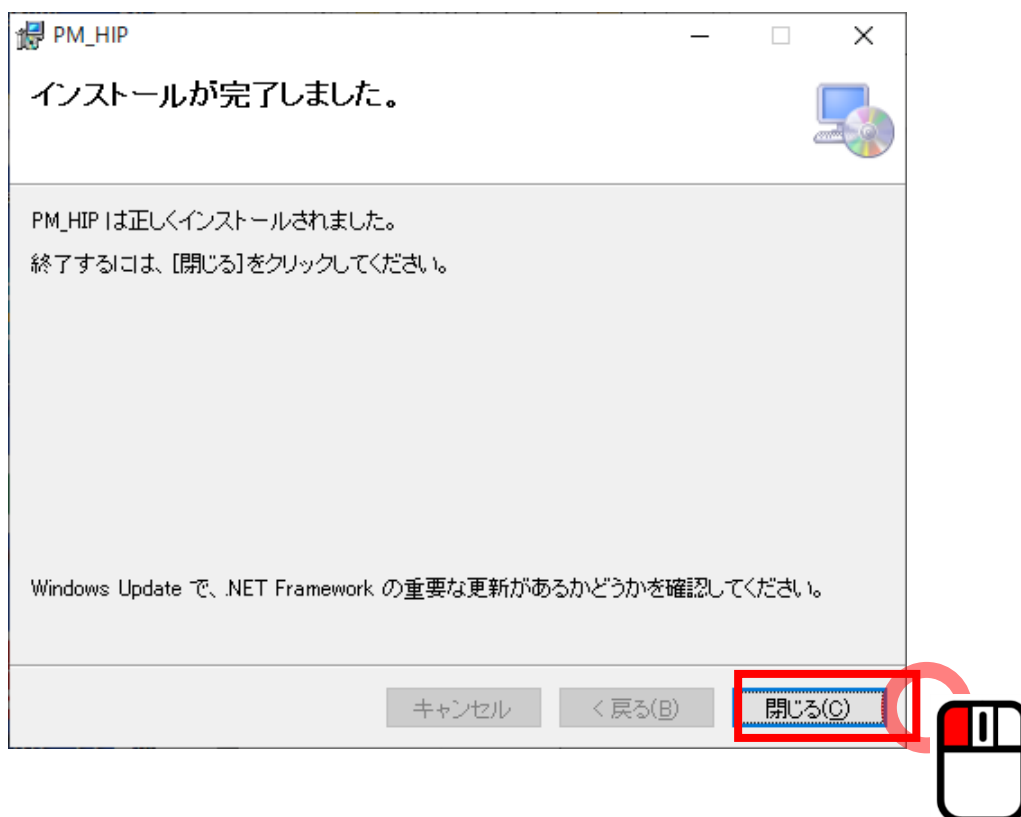 PM_HIP
インストールが完了しました。
PM_HIP は正しくインストールされました。
終了するには、[閉じる]をクリックしてください。
Windows Update で、.NET Framework の重要な更新があるかどうかを確認してください。
キャンセル
< 戻る(B)
閉じる(C)